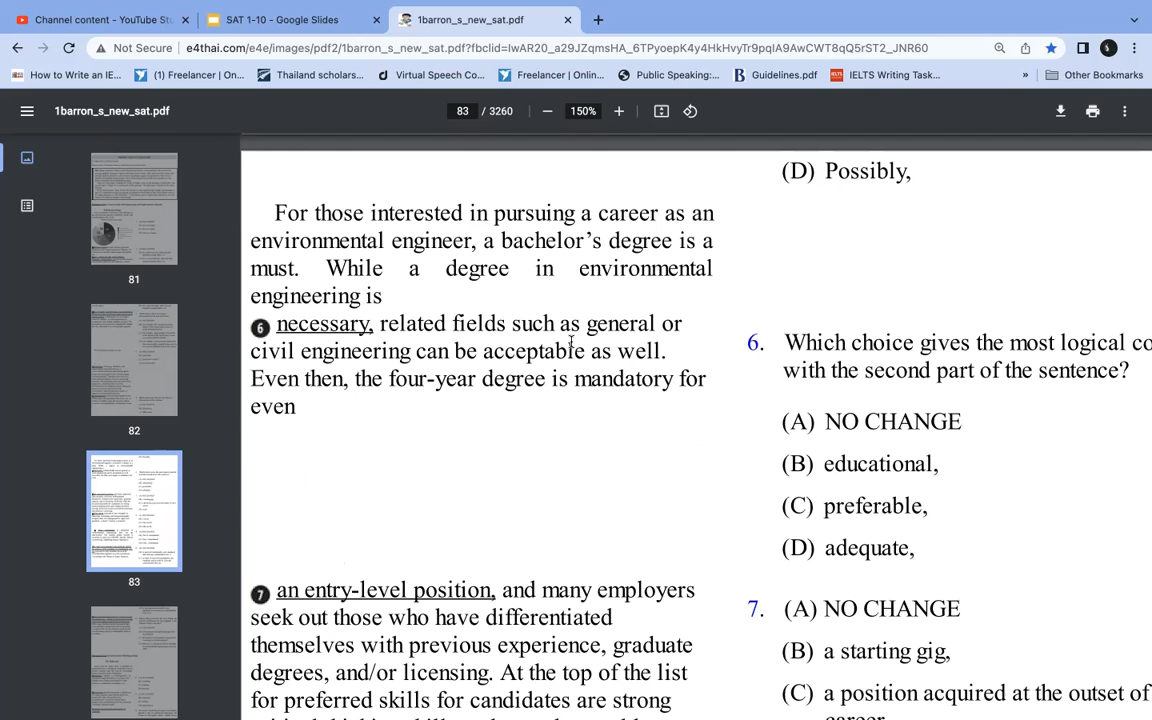 Channel content - YouTube St
SAT 1-10 - Google Slides
1barron_s_new_sat.pdf
Not Secure
e4thai.com/e4e/images/pdf2/1barron_s_new_sat.pdf?fbclid=IwAR20_a29JZqmsHA_6TPyoepK4y4HkHvyTr9pqIA9AwCWT8qQ5rST2_JNR60
How to Write an IE...
(1) Freelancer | On...
Thailand scholars...
Virtual Speech Co...
Freelancer | Onlin...
Public Speaking:...
Guidelines.pdf
IELTS Writing Task...
»
Other Bookmarks
1barron_s_new_sat.pdf
83 / 3260
150%
81
82
83
For those interested in pursuing a career as an
environmental engineer, a bachelor’s degree is a
must. While a degree in environmental
engineering is
6 necessary, related fields such as general or
civil engineering can be acceptable as well.
Even then, the four-year degree is mandatory for
even
7 an entry-level position, and many employers
seek out those who have differentiated
themselves with previous experience, graduate
degrees, and/or licensing. At the top of the list
for preferred skills for candidates are strong
(D) Possibly,
6. Which choice gives the most logical co
with the second part of the sentence?
(A) NO CHANGE
(B) educational,
(C) preferable,
(D) adequate,
7. (A) NO CHANGE
(B) a starting gig,
(C) a position acquired at the outset of
career